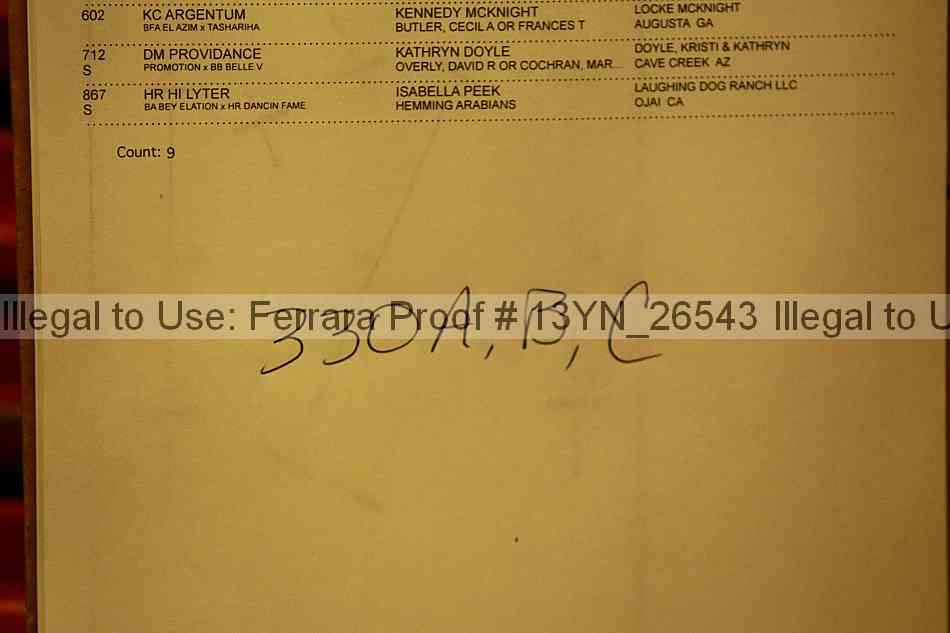 602 KC ARGENTUM KENNEDY MCKNIGHT LOCKE MCKNIGHT
BFA EL AZIM x TASHARIHA BUTLER, CECIL A OR FRANCES T AUGUSTA GA
712 DM PROVIDANCE KATHRYN DOYLE DOYLE, KRISTI & KATHRYN
S PROMOTION x BB BELLE V OVERLY, DAVID R OR COCHRAN, MAR... CAVE CREEK AZ
867 HR HI LYTER ISABELLA PEEK LAUGHING DOG RANCH LLC
S BA BEY ELATION x HR DANCIN FAME HEMMING ARABIANS OJAI CA
Count: 9
Illegal to Use: Ferrara Proof # 13YN_26543 Illegal to U
330A, B, C